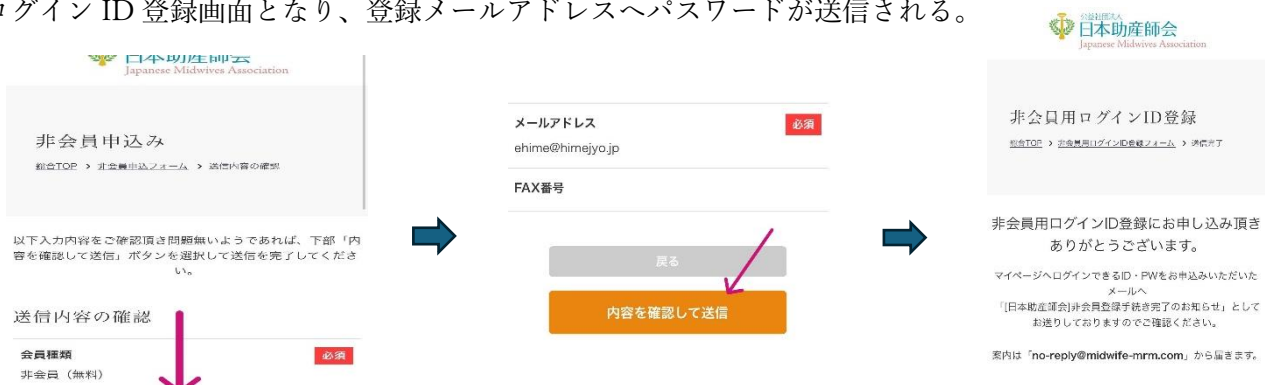 ログイン ID 登録画面となり、登録メールアドレスへパスワードが送信される。
日本助産師会
Japanese Midwives Association
非会員申込み
総合TOP > 非会員申込フォーム > 送信内容の確認
以下入力内容をご確認頂き問題無いようであれば、下部「内
容を確認して送信」ボタンを選択して送信を完了してくださ
い。
送信内容の確認
会員種類
必須
非会員（無料）
メールアドレス
必須
ehime@himejyo.jp
FAX番号
戻る
内容を確認して送信
公益社団法人
日本助産師会
Japanese Midwives Association
非会員用ログインID登録
総合TOP > 非会員用ログインID登録フォーム > 送信完了
非会員用ログインID登録にお申し込み頂き
ありがとうございます。
マイページへログインできるID・PWをお申込みいただいた
メールへ
「[日本助産師会]非会員登録手続き完了のお知らせ」として
お送りしておりますのでご確認ください。
案内は「no-reply@midwife-mrm.com」から届きます。